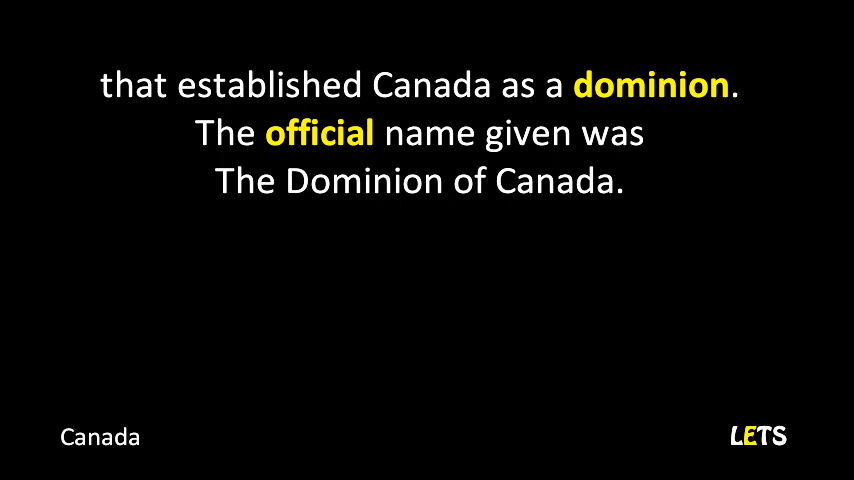 that established Canada as a dominion.
The official name given was
The Dominion of Canada.
Canada
LETS